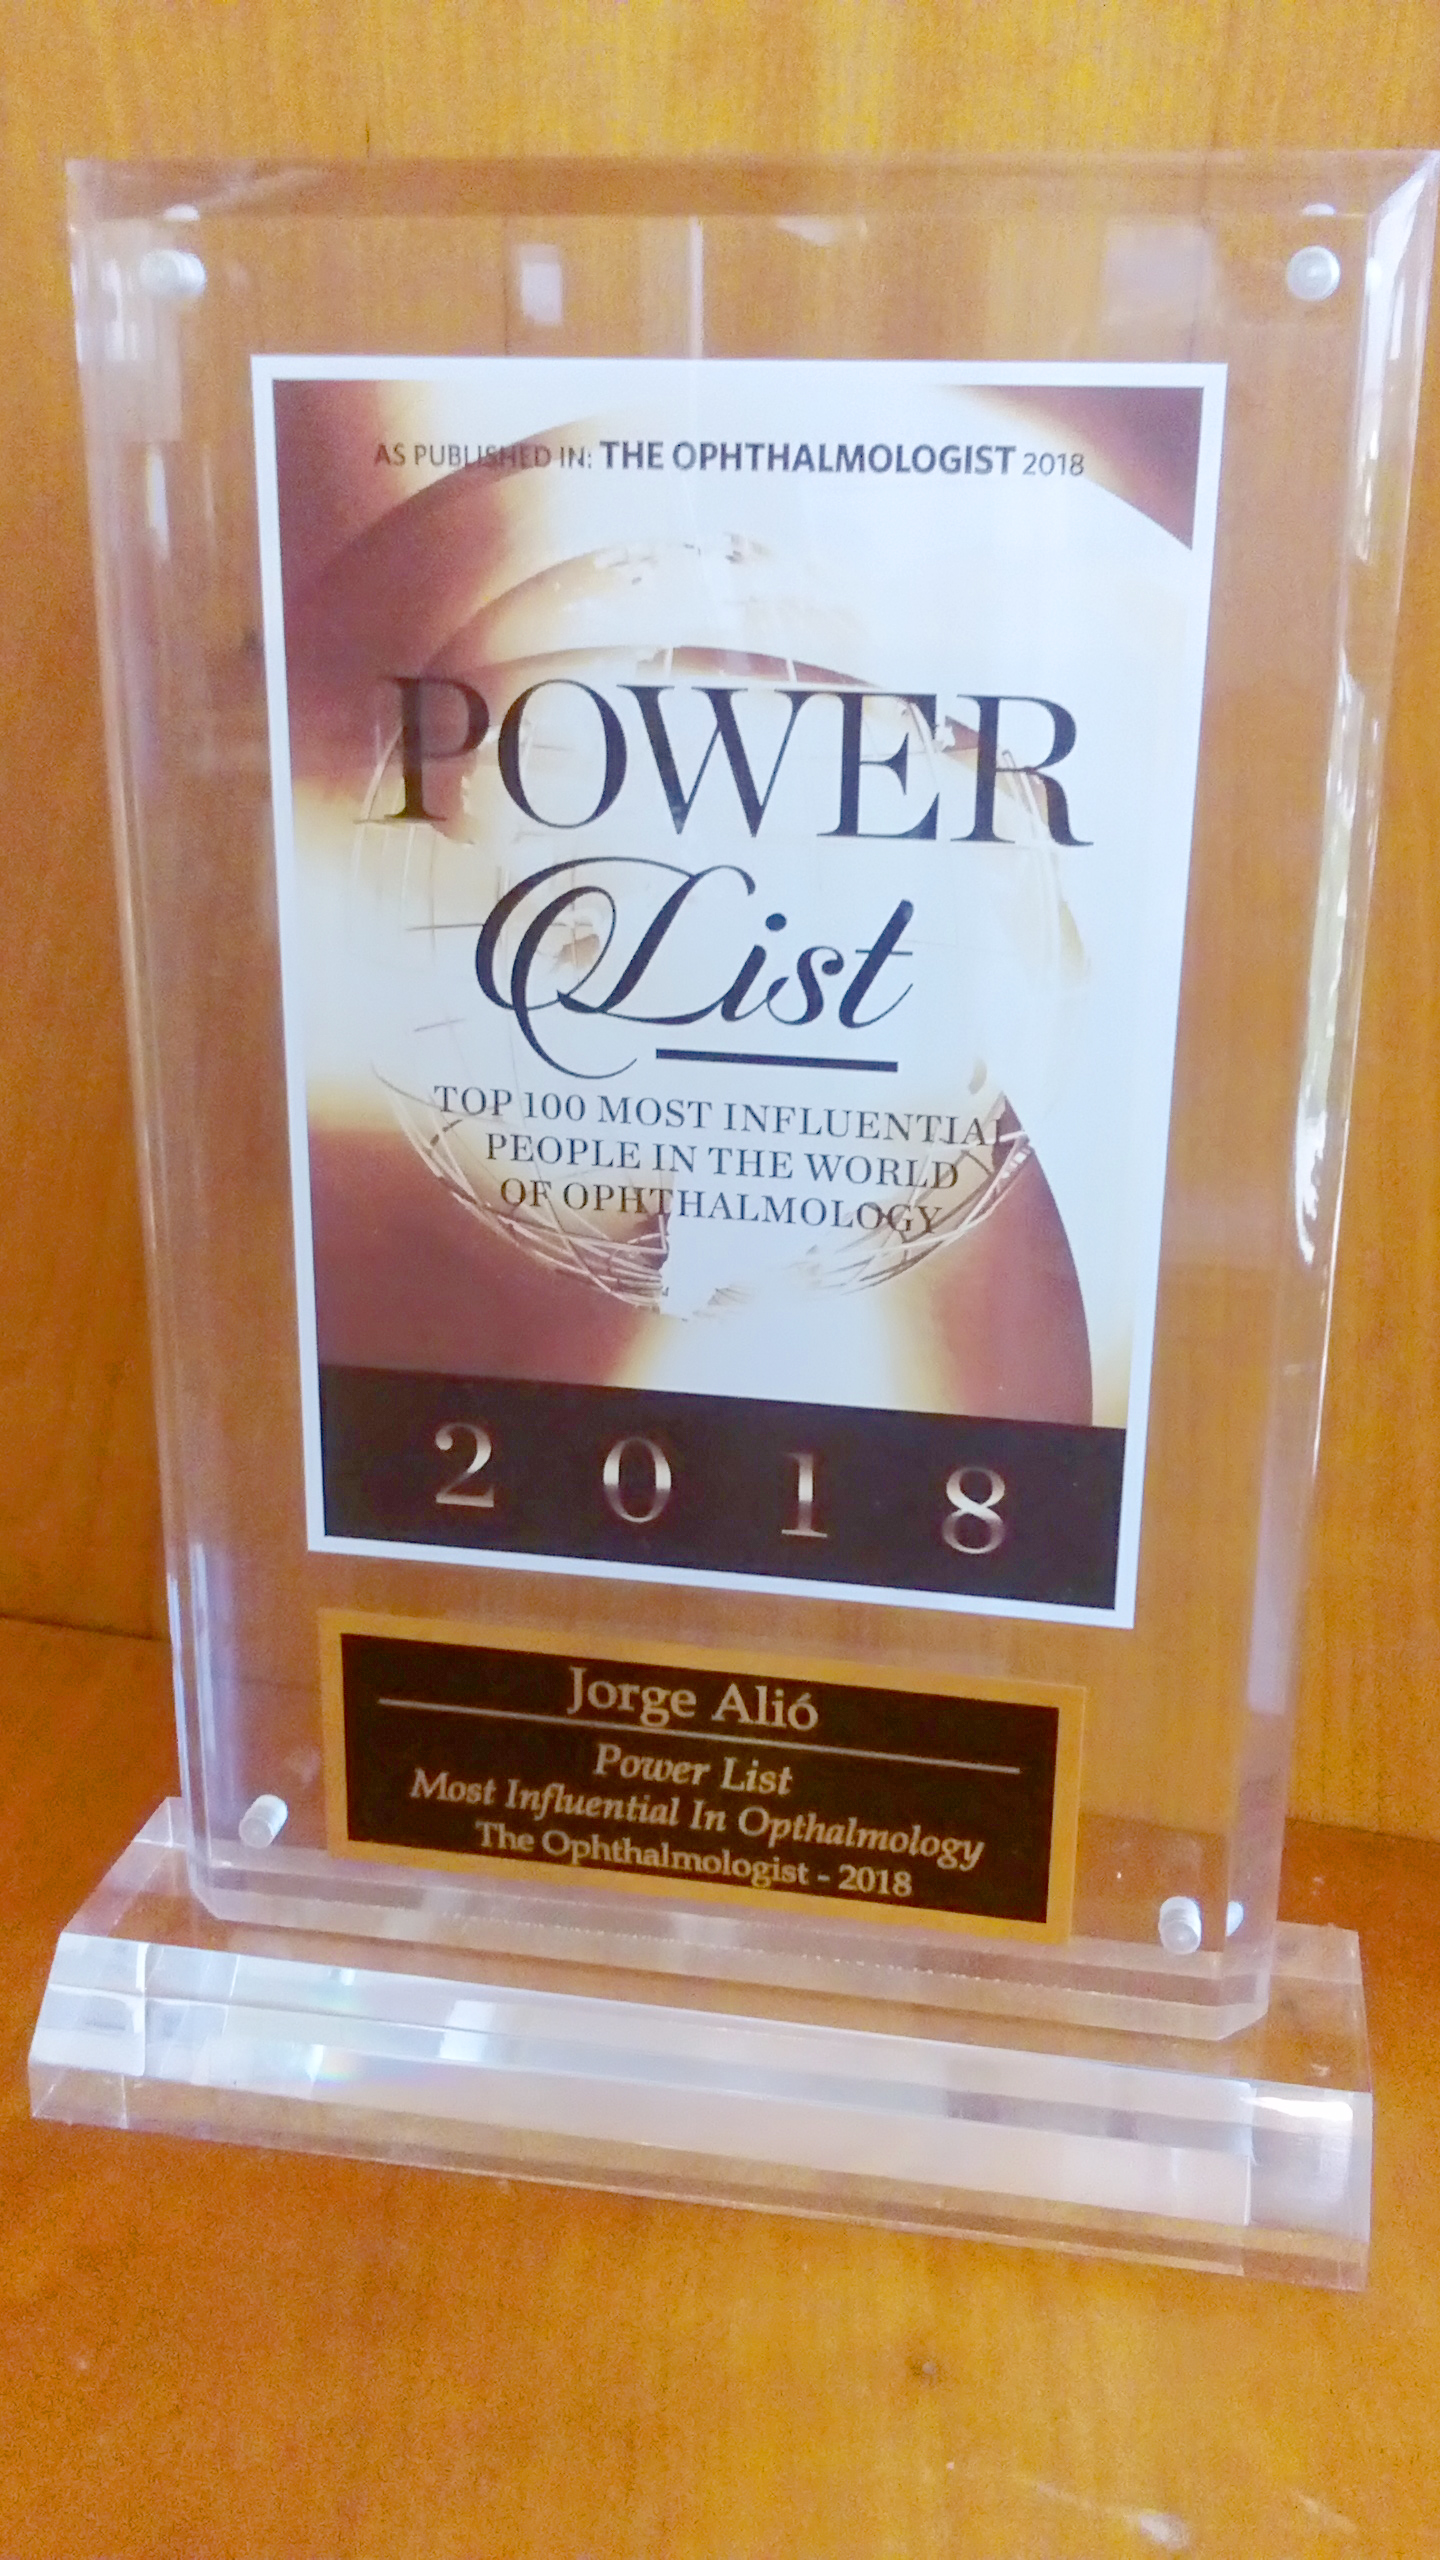 AS PUBLISHED IN: THE OPHTHALMOLOGIST 2018
POWER
List
TOP 100 MOST INFLUENTIAL
PEOPLE IN THE WORLD
OF OPHTHALMOLOGY
2018
Jorge Alió
Power List
Most Influential In Opthalmology
The Ophthalmologist - 2018